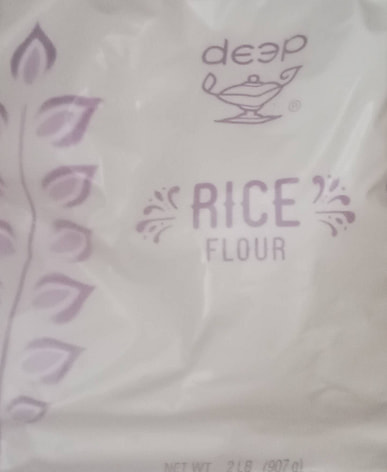 deep
®
RICE
FLOUR
NET WT 2 LB (907 g)